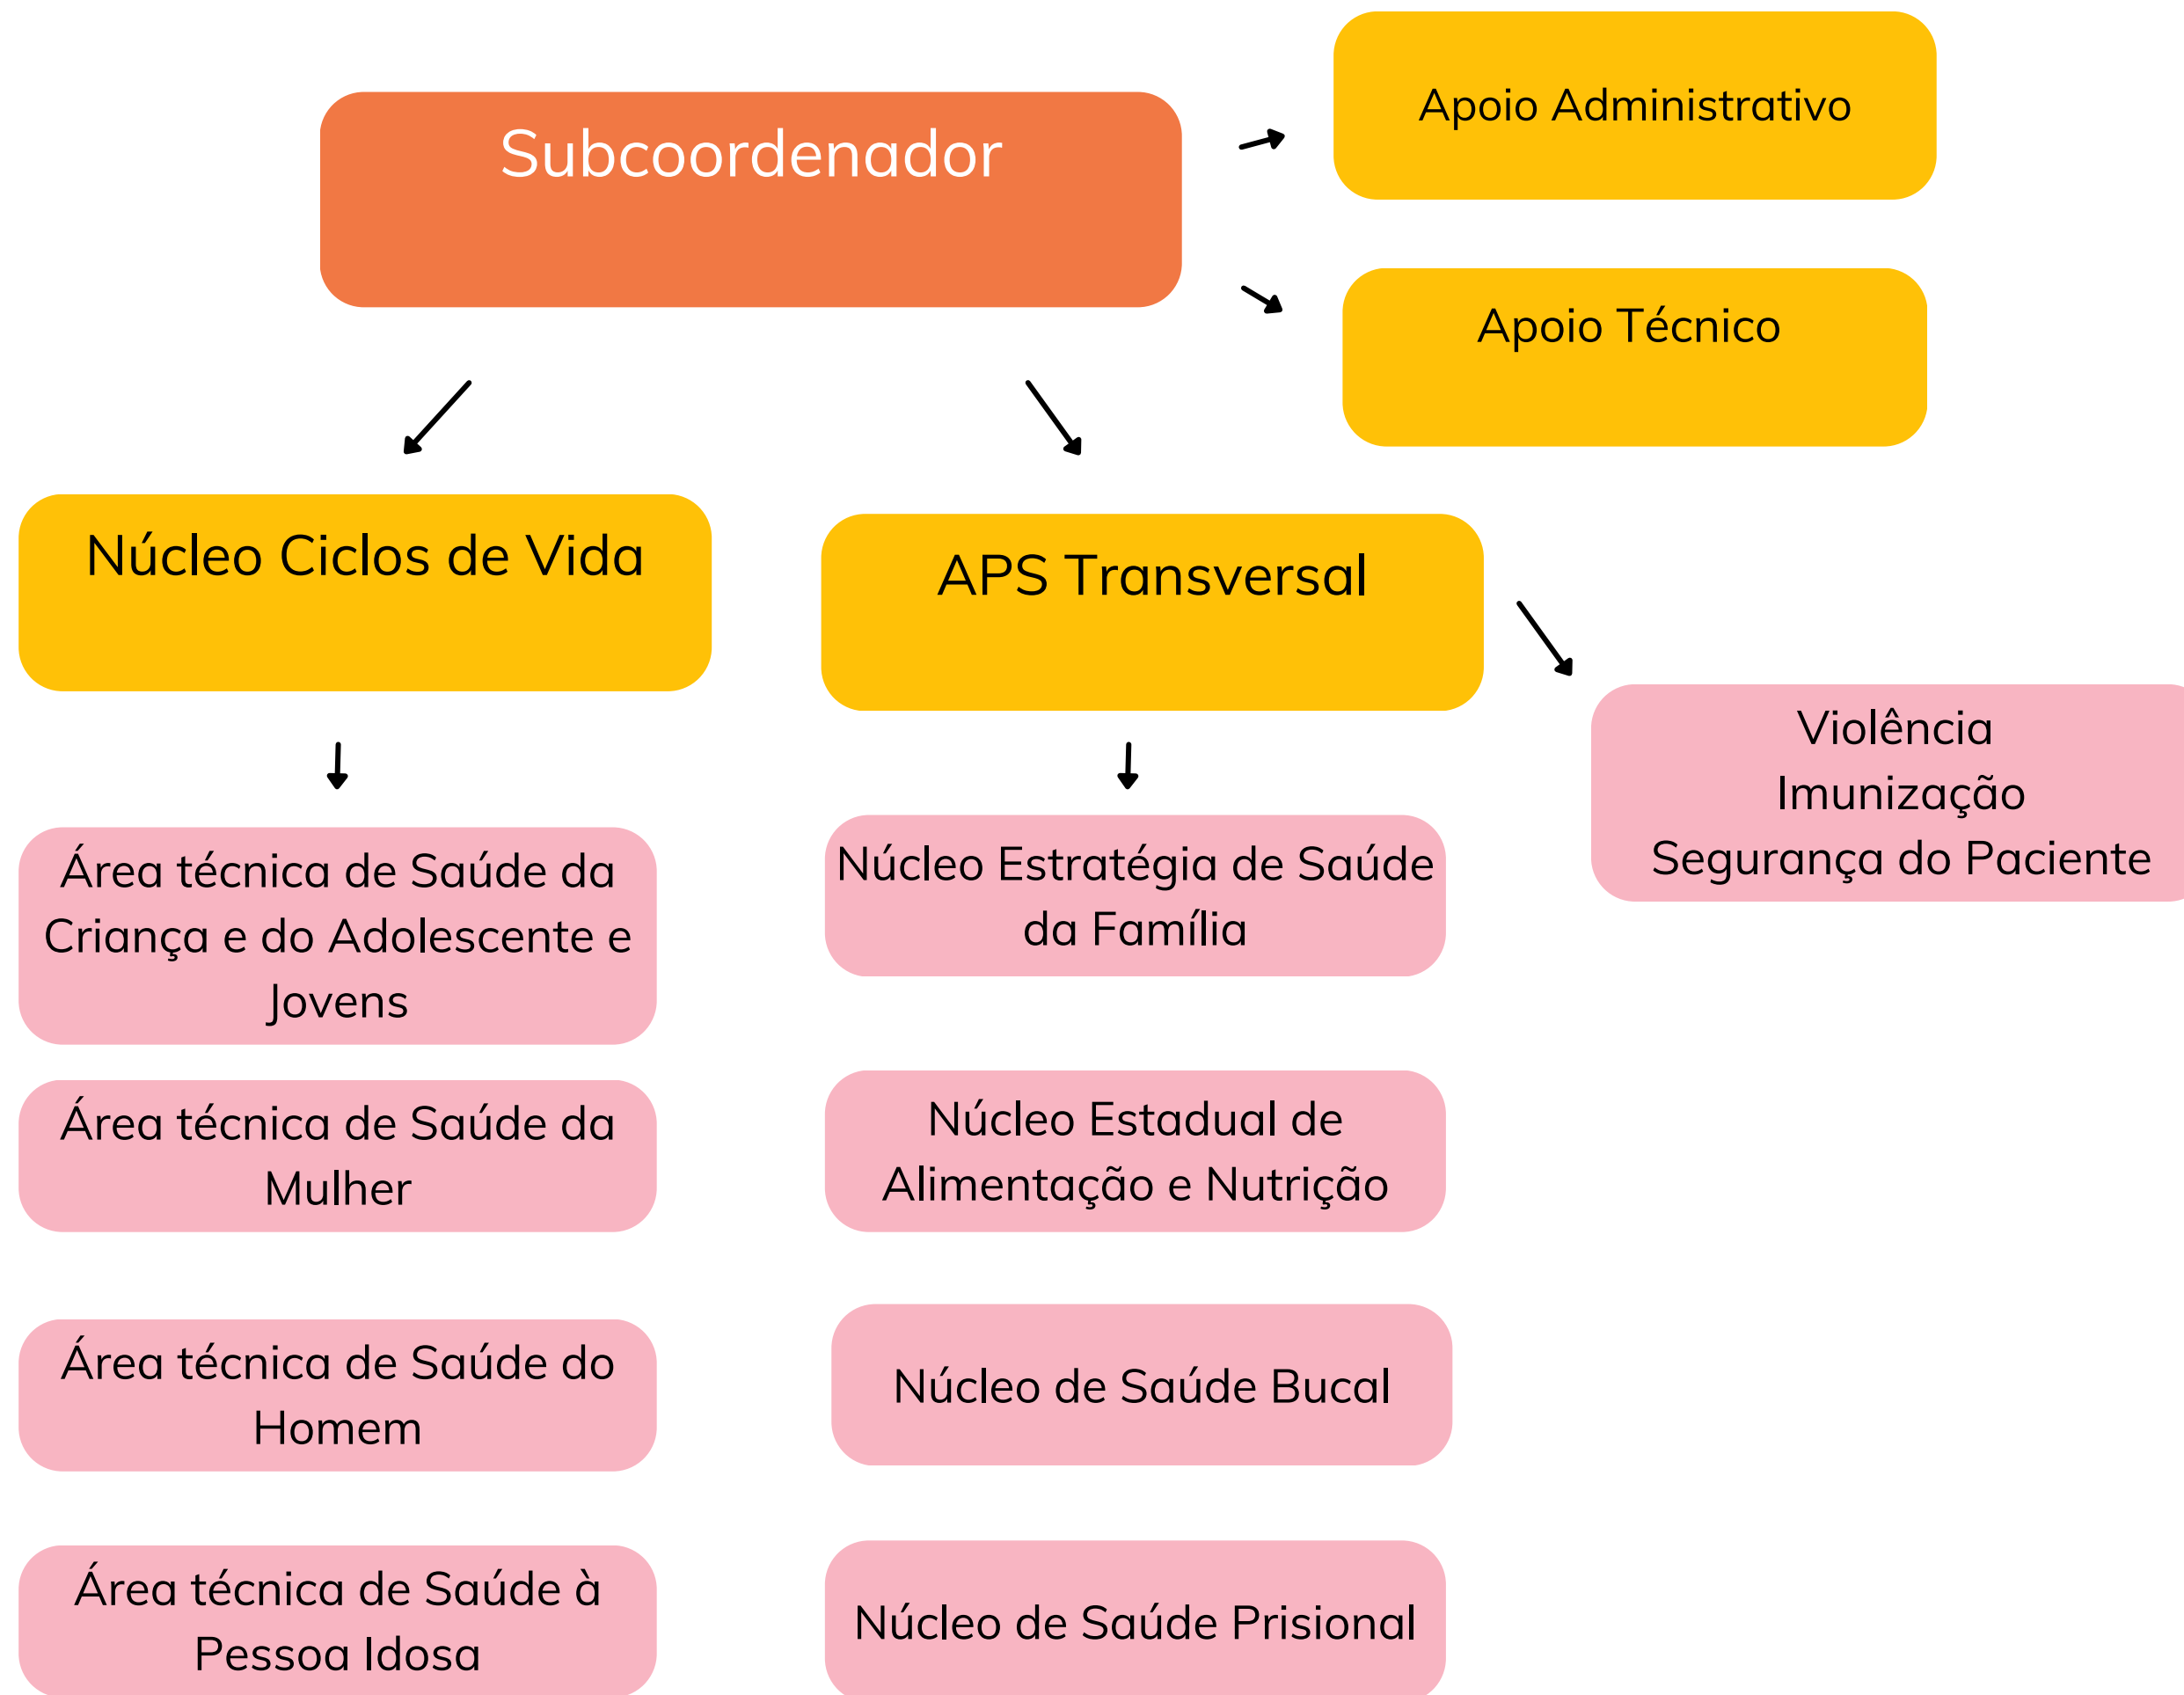 Subcoordenador
Apoio Administrativo
Apoio Técnico
Núcleo Ciclos de Vida
APS Transversal
Violência
Imunização
Segurança do Paciente
Área técnica de Saúde da
Criança e do Adolescente e
Jovens
Área técnica de Saúde da
Mulher
Área técnica de Saúde do
Homem
Área técnica de Saúde à
Pessoa Idosa
Núcleo Estratégia de Saúde
da Família
Núcleo Estadual de
Alimentação e Nutrição
Núcleo de Saúde Bucal
Núcleo de Saúde Prisional